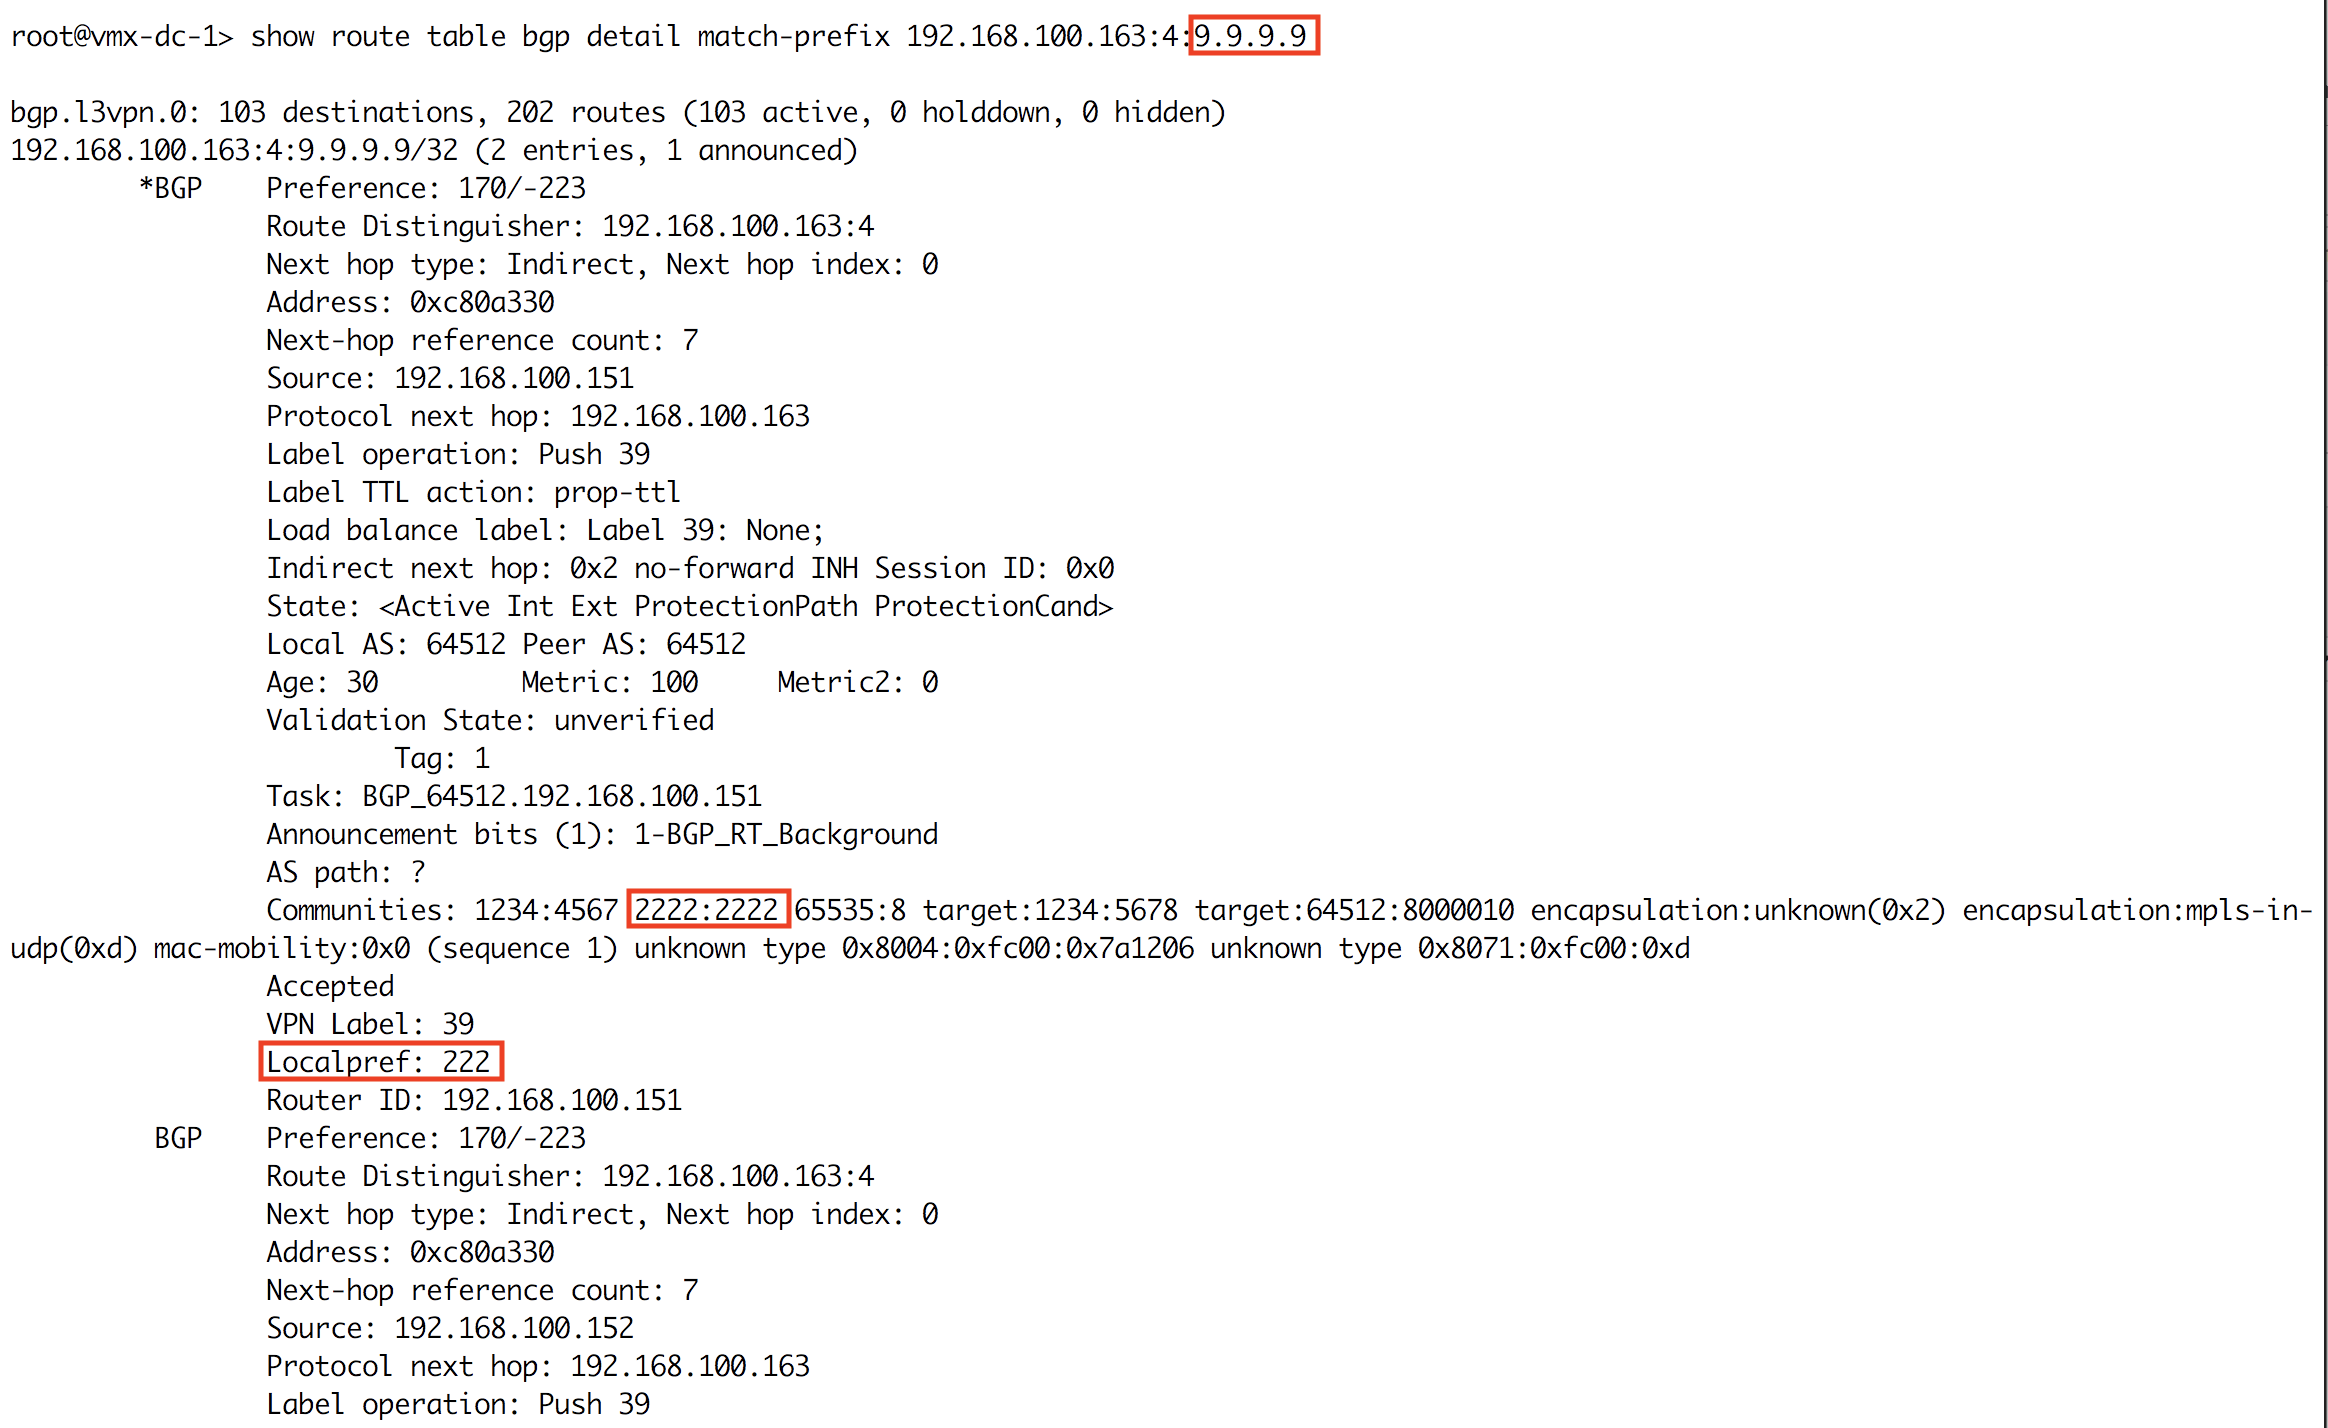 root@vmx-dc-1> show route table bgp detail match-prefix 192.168.100.163:4:9.9.9.9
bgp.l3vpn.0: 103 destinations, 202 routes (103 active, 0 holddown, 0 hidden)
192.168.100.163:4:9.9.9.9/32 (2 entries, 1 announced)
*BGP    Preference: 170/-223
Route Distinguisher: 192.168.100.163:4
Next hop type: Indirect, Next hop index: 0
Address: 0xc80a330
Next-hop reference count: 7
Source: 192.168.100.151
Protocol next hop: 192.168.100.163
Label operation: Push 39
Label TTL action: prop-ttl
Load balance label: Label 39: None;
Indirect next hop: 0x2 no-forward INH Session ID: 0x0
State: <Active Int Ext ProtectionPath ProtectionCand>
Local AS: 64512 Peer AS: 64512
Age: 30         Metric: 100     Metric2: 0
Validation State: unverified
Tag: 1
Task: BGP_64512.192.168.100.151
Announcement bits (1): 1-BGP_RT_Background
AS path: ?
Communities: 1234:4567 2222:2222 65535:8 target:1234:5678 target:64512:8000010 encapsulation:unknown(0x2) encapsulation:mpls-in-
udp(0xd) mac-mobility:0x0 (sequence 1) unknown type 0x8004:0xfc00:0x7a1206 unknown type 0x8071:0xfc00:0xd
Accepted
VPN Label: 39
Localpref: 222
Router ID: 192.168.100.151
BGP    Preference: 170/-223
Route Distinguisher: 192.168.100.163:4
Next hop type: Indirect, Next hop index: 0
Address: 0xc80a330
Next-hop reference count: 7
Source: 192.168.100.152
Protocol next hop: 192.168.100.163
Label operation: Push 39